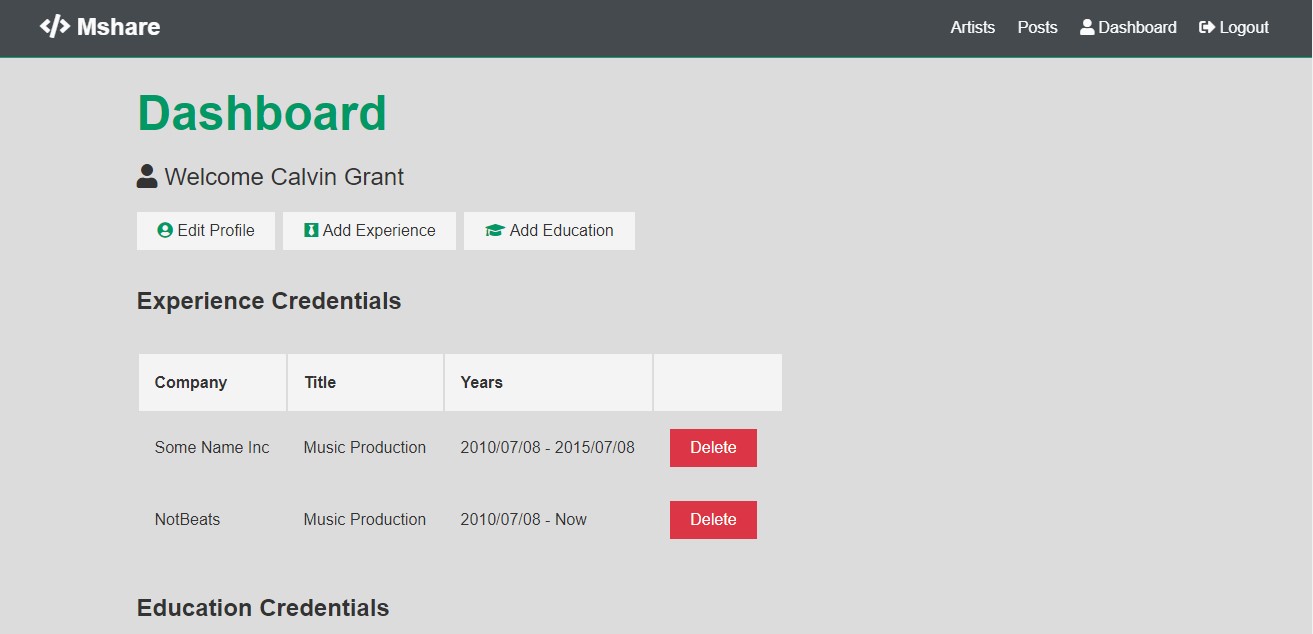 Mshare Artists Posts Dashboard Logout
Dashboard
Welcome Calvin Grant
Edit Profile Add Experience Add Education
Experience Credentials
Company Title Years
Some Name Inc Music Production 2010/07/08 - 2015/07/08 Delete
NotBeats Music Production 2010/07/08 - Now Delete
Education Credentials